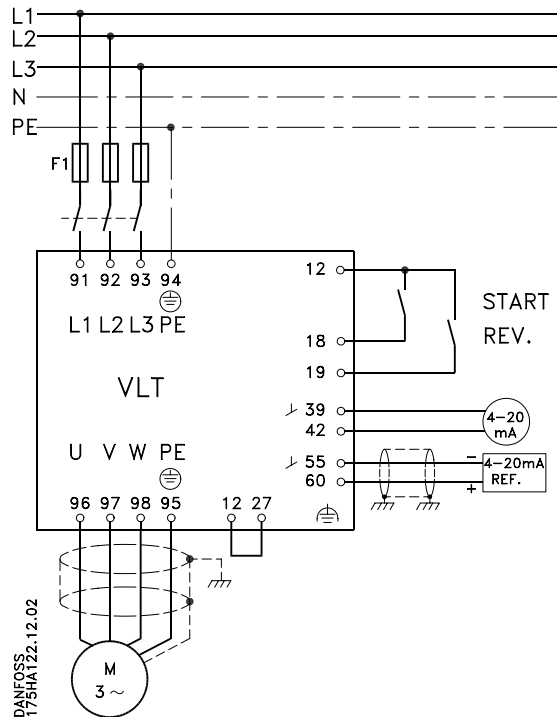 L1
L2
L3
N
PE
F1
91 92 93 94
L1 L2 L3 PE
VLT
U V W PE
96 97 98 95
12 27
12
18
19
39
42
55
60
START
REV.
4-20
mA
-
+
4-20mA
REF.
M
3~
DANFOSS
175HA122.12.02